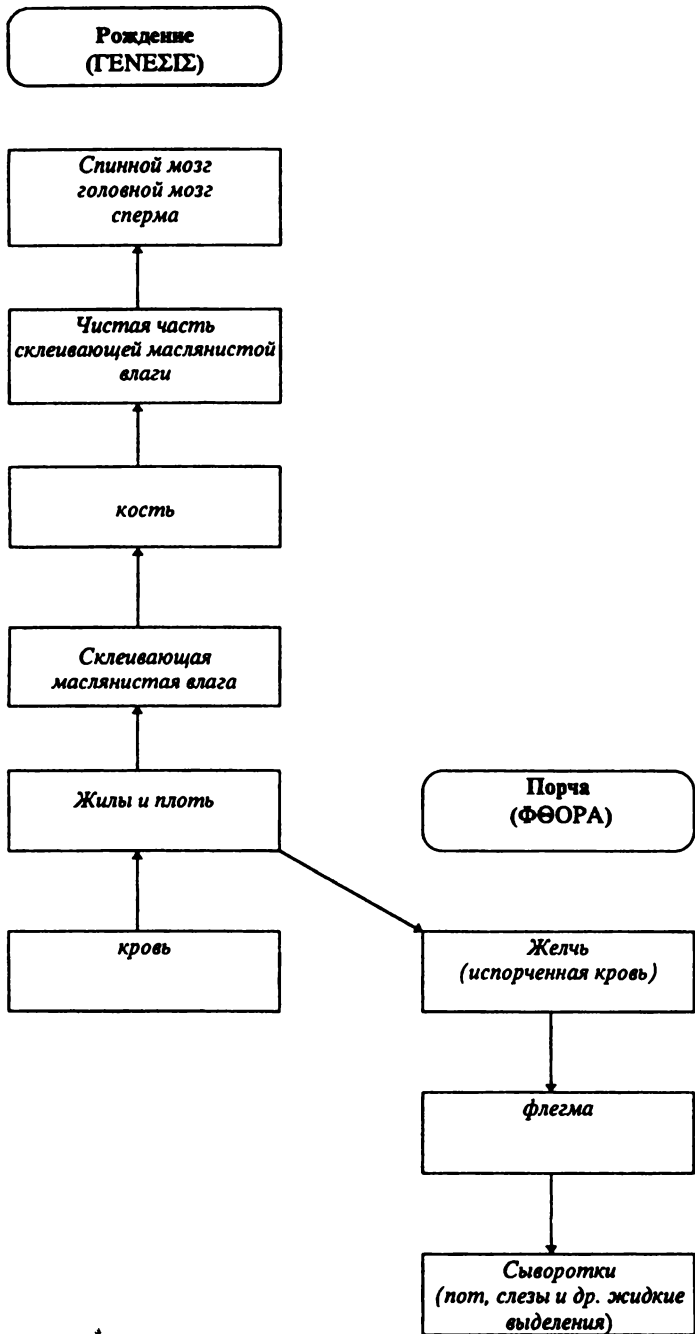 Рождение
(ΓΕΝΕΣΙΣ)
Спинной мозг
головной мозг
сперма
Чистая часть
склеивающей маслянистой
влаги
кость
Склеивающая
маслянистая влага
Жилы и плоть
кровь
Порча
(ΦΘΟΡΑ)
Желчь
(испорченная кровь)
флегма
Сыворотки
(пот, слезы и др. жидкие
выделения)